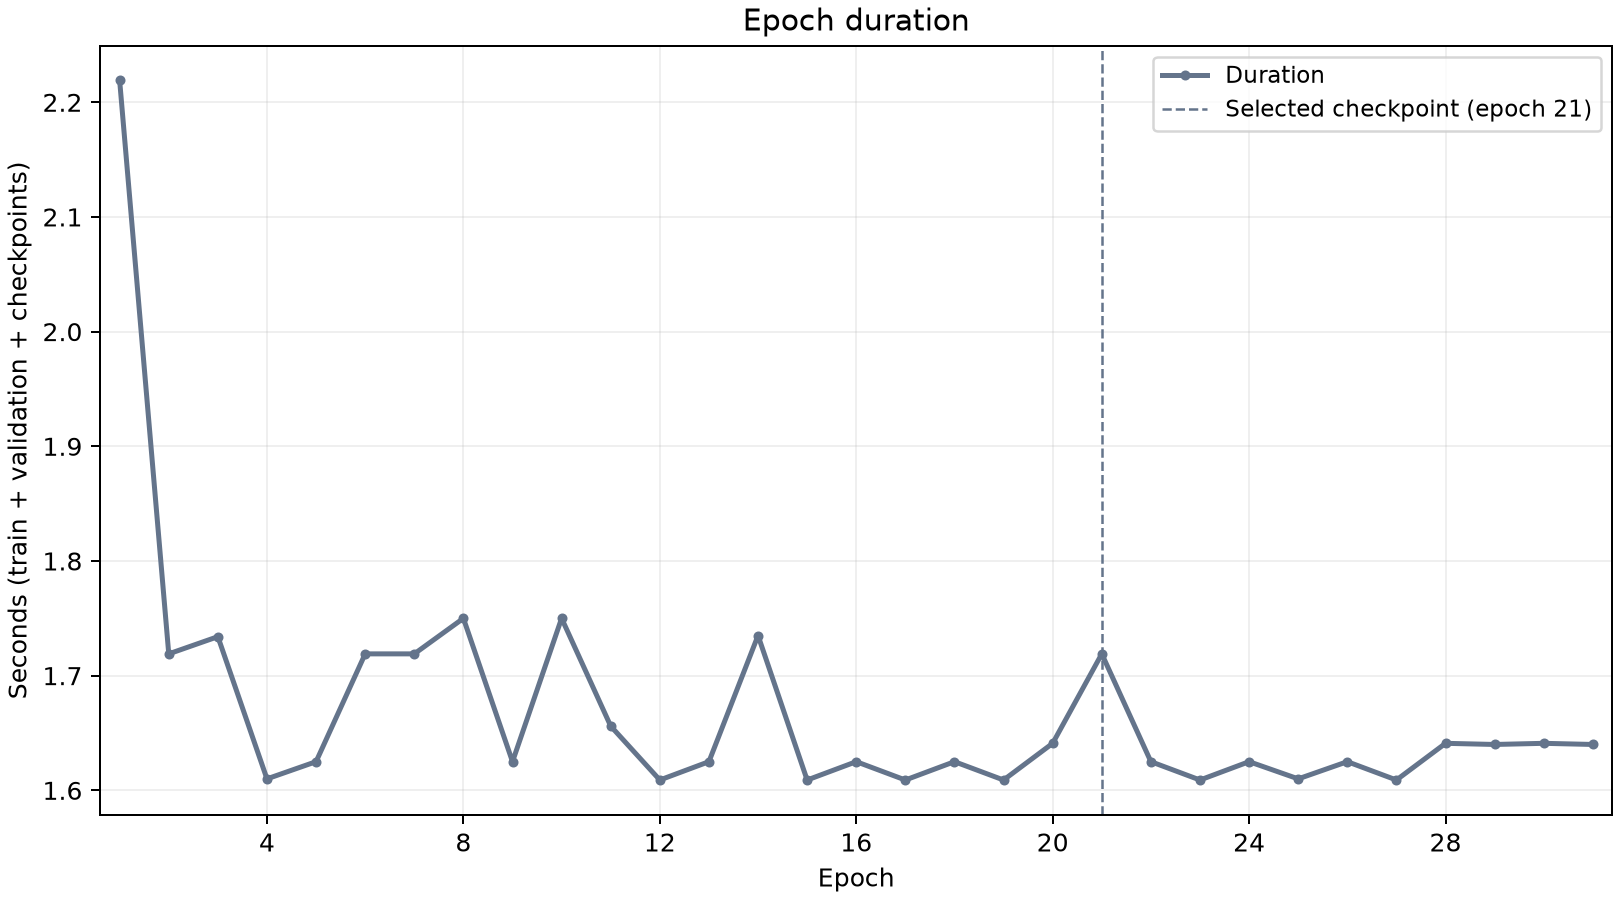 Epoch duration
Duration
Selected checkpoint (epoch 21)
Seconds (train + validation + checkpoints)
2.2
2.1
2.0
1.9
1.8
1.7
1.6
4 8 12 16 20 24 28
Epoch